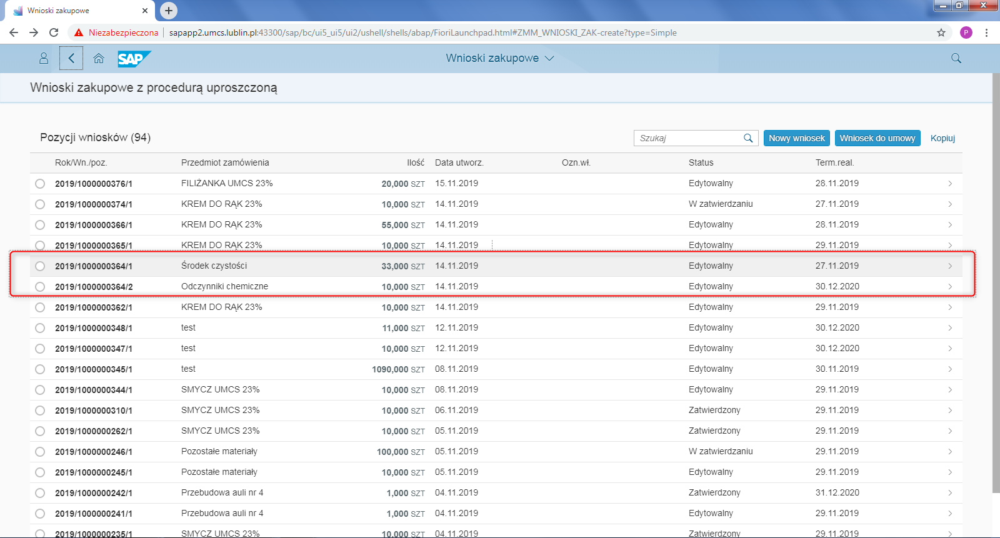 Wnioski zakupowe
Niezabezpieczona sapapp2.umcs.lublin.pl:43300/sap/bc/ui5_ui5/ui2/ushell/shells/abap/FioriLaunchpad.html#ZMM_WNIOSKI_ZAK-create?type=Simple P
SAP Wnioski zakupowe
Wnioski zakupowe z procedurą uproszczoną
Pozycji wniosków (94) Szukaj Nowy wniosek Wniosek do umowy Kopiuj
Rok/Wn./poz. Przedmiot zamówienia Ilość Data utworz. Ozn.wł. Status Term.real.
2019/1000000376/1 FILIŻANKA UMCS 23% 20,000 SZT 15.11.2019 Edytowalny 28.11.2019
2019/1000000374/1 KREM DO RĄK 23% 10,000 SZT 14.11.2019 W zatwierdzaniu 27.11.2019
2019/1000000366/1 KREM DO RĄK 23% 55,000 SZT 14.11.2019 Edytowalny 28.11.2019
2019/1000000365/1 KREM DO RĄK 23% 10,000 SZT 14.11.2019 Edytowalny 29.11.2019
2019/1000000364/1 Środek czystości 33,000 SZT 14.11.2019 Edytowalny 27.11.2019
2019/1000000364/2 Odczynniki chemiczne 10,000 SZT 14.11.2019 Edytowalny 30.12.2020
2019/1000000362/1 KREM DO RĄK 23% 10,000 SZT 14.11.2019 Edytowalny 29.11.2019
2019/1000000348/1 test 11,000 SZT 12.11.2019 Edytowalny 30.12.2020
2019/1000000347/1 test 10,000 SZT 12.11.2019 Edytowalny 30.12.2020
2019/1000000345/1 test 1090,000 SZT 08.11.2019 Edytowalny 30.11.2019
2019/1000000344/1 SMYCZ UMCS 23% 10,000 SZT 08.11.2019 Edytowalny 29.11.2019
2019/1000000310/1 SMYCZ UMCS 23% 10,000 SZT 06.11.2019 Zatwierdzony 29.11.2019
2019/1000000262/1 SMYCZ UMCS 23% 10,000 SZT 05.11.2019 Zatwierdzony 29.11.2019
2019/1000000246/1 Pozostałe materiały 100,000 SZT 05.11.2019 W zatwierdzaniu 29.11.2019
2019/1000000245/1 Pozostałe materiały 10,000 SZT 05.11.2019 Edytowalny 29.11.2019
2019/1000000242/1 Przebudowa auli nr 4 1,000 SZT 04.11.2019 Zatwierdzony 31.12.2020
2019/1000000241/1 Przebudowa auli nr 4 1,000 SZT 04.11.2019 Edytowalny 29.11.2019
2019/1000000235/1 SMYCZ UMCS 23% 10,000 SZT 04.11.2019 Zatwierdzony 29.11.2019